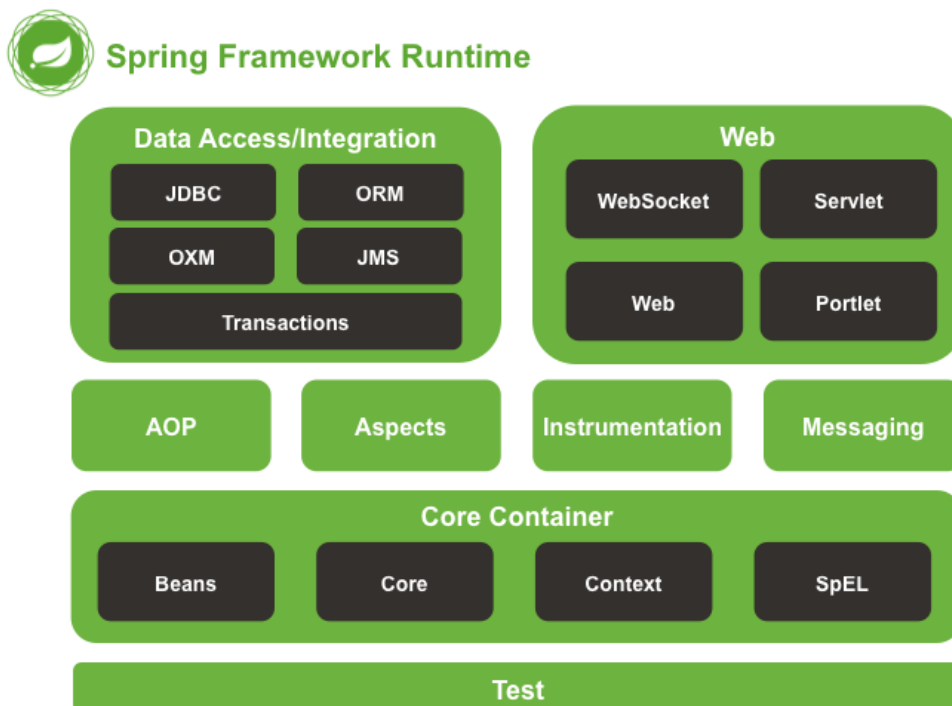 Spring Framework Runtime
Data Access/Integration
JDBC ORM
OXM JMS
Transactions
Web
WebSocket Servlet
Web Portlet
AOP Aspects Instrumentation Messaging
Core Container
Beans Core Context SpEL
Test